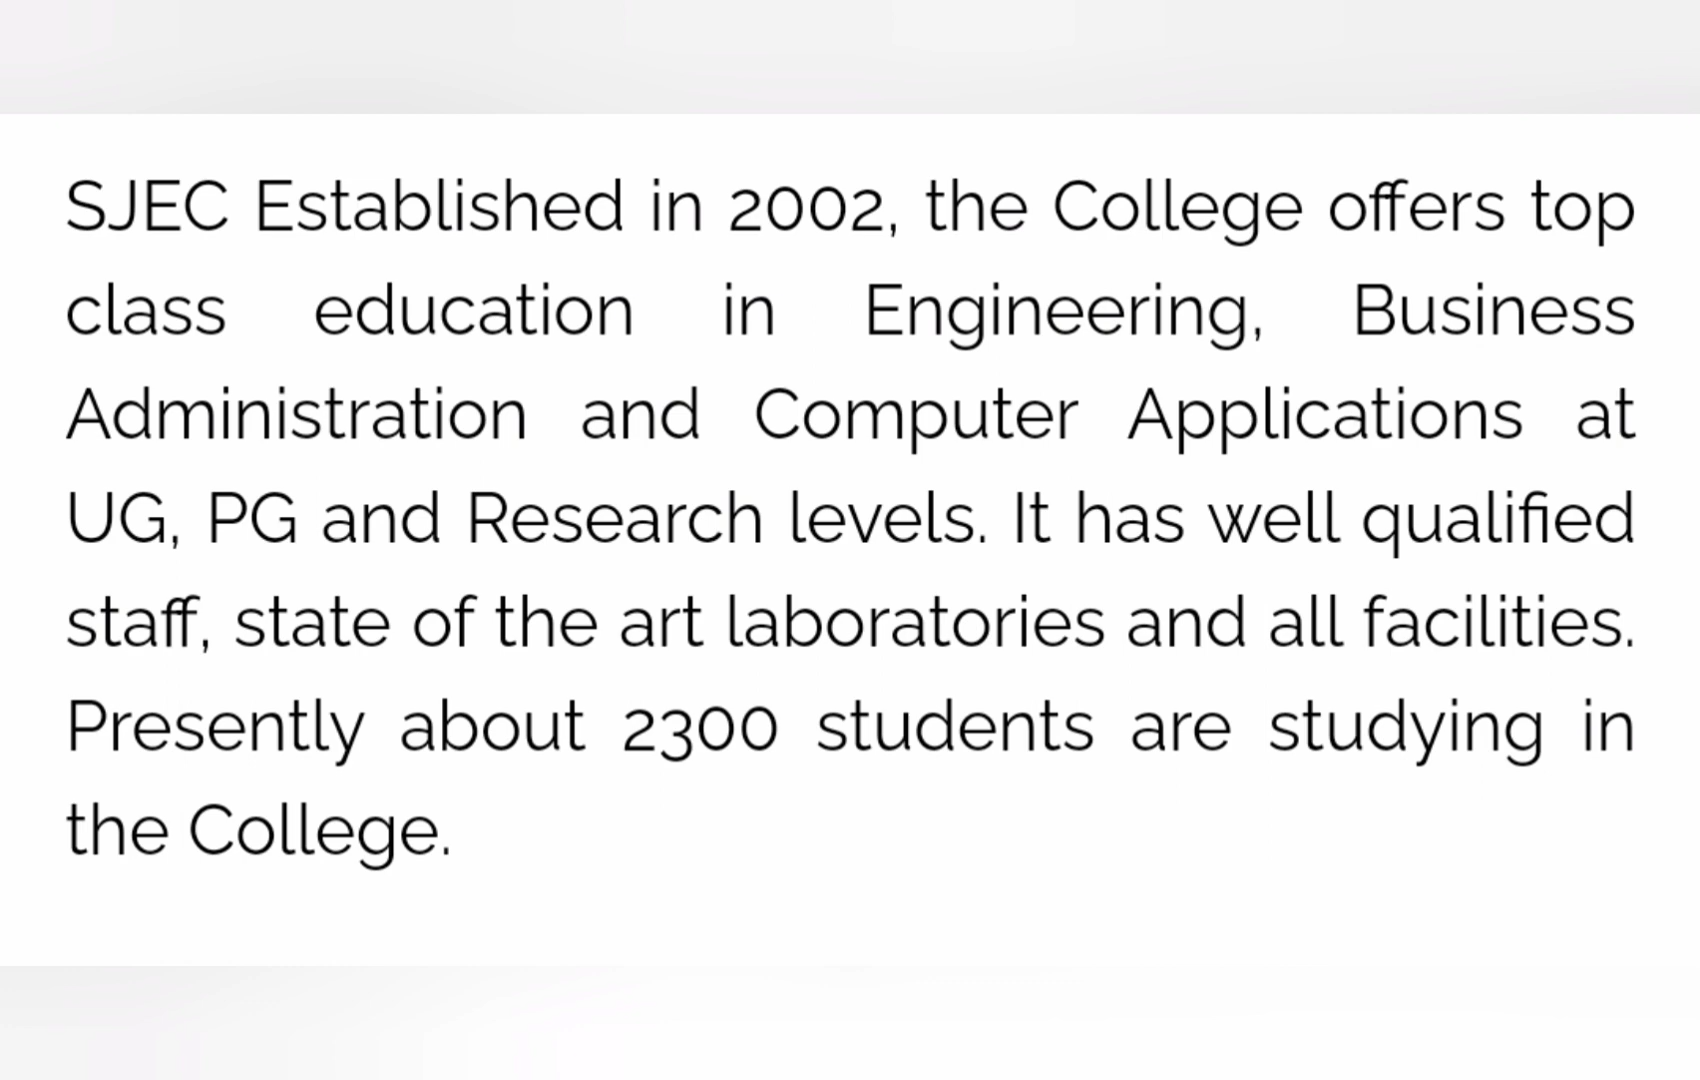 SJEC Established in 2002, the College offers top
class education in Engineering, Business
Administration and Computer Applications at
UG, PG and Research levels. It has well qualified
staff, state of the art laboratories and all facilities.
Presently about 2300 students are studying in
the College.